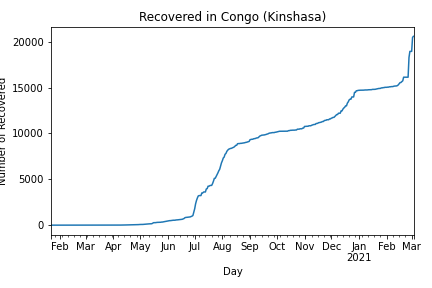 Recovered in Congo (Kinshasa)
Number of Recovered
20000
15000
10000
5000
0
Feb Mar Apr May Jun Jul Aug Sep Oct Nov Dec Jan Feb Mar
2021
Day